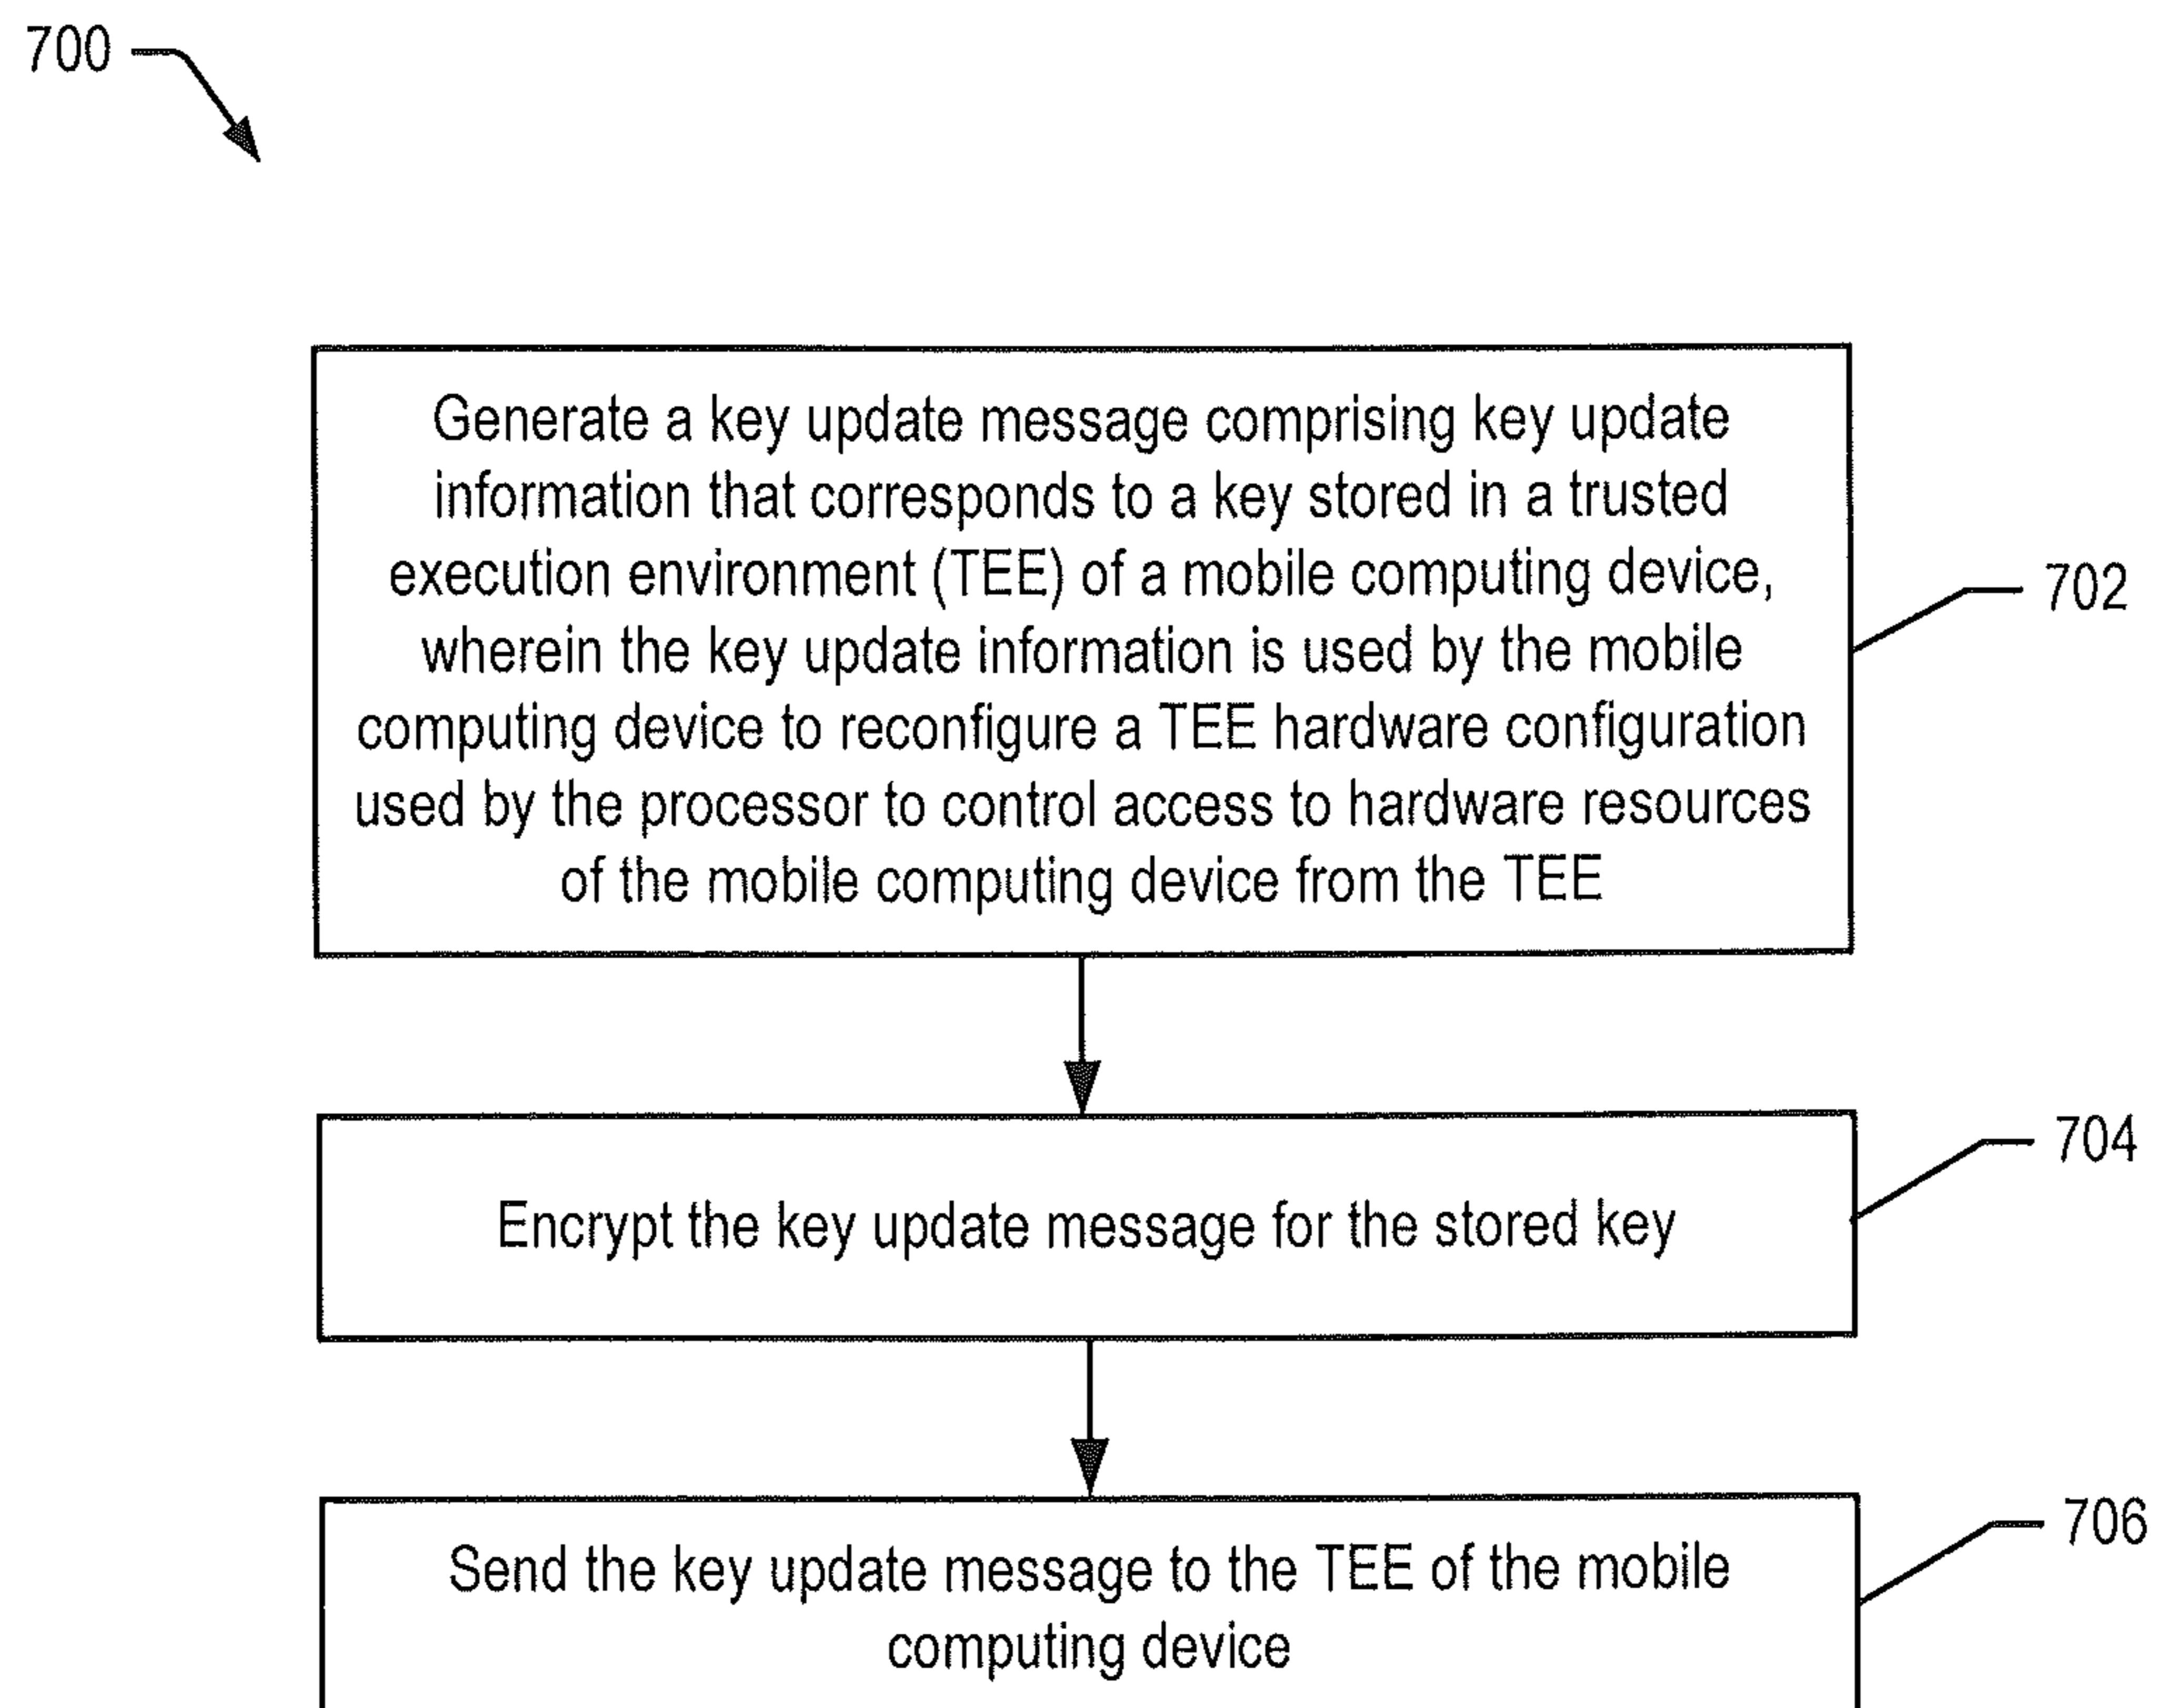 700
Generate a key update message comprising key update
information that corresponds to a key stored in a trusted
execution environment (TEE) of a mobile computing device,
wherein the key update information is used by the mobile
computing device to reconfigure a TEE hardware configuration
used by the processor to control access to hardware resources
of the mobile computing device from the TEE
702
Encrypt the key update message for the stored key
704
Send the key update message to the TEE of the mobile
computing device
706